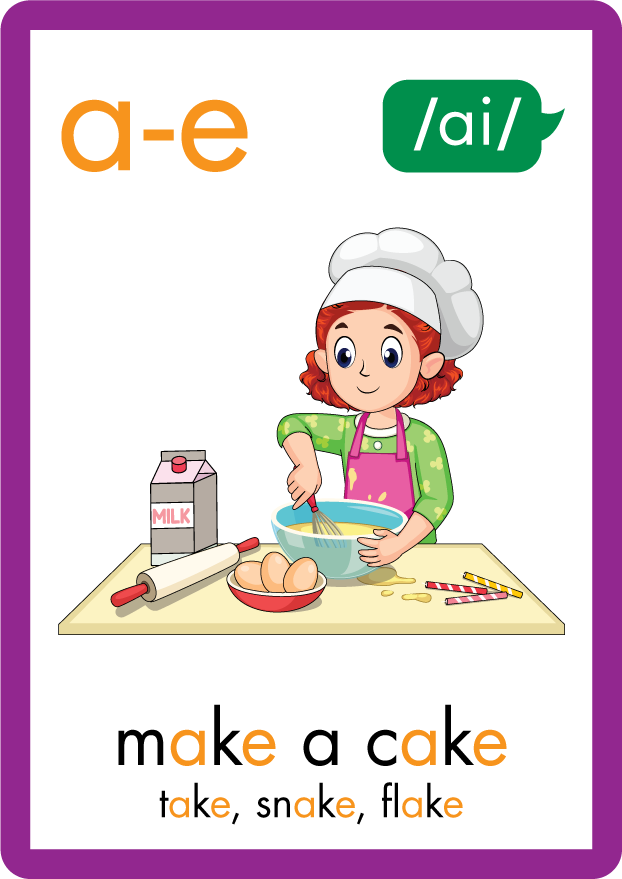 a-e
/ai/
MILK
make a cake
take, snake, flake